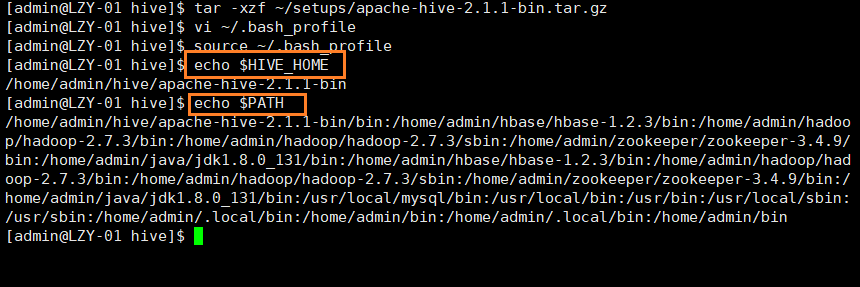 [admin@LZY-01 hive]$ tar -xzf ~/setups/apache-hive-2.1.1-bin.tar.gz
[admin@LZY-01 hive]$ vi ~/.bash_profile
[admin@LZY-01 hive]$ source ~/.bash_profile
[admin@LZY-01 hive]$ echo $HIVE_HOME
/home/admin/hive/apache-hive-2.1.1-bin
[admin@LZY-01 hive]$ echo $PATH
/home/admin/hive/apache-hive-2.1.1-bin/bin:/home/admin/hbase/hbase-1.2.3/bin:/home/admin/hadoo
p/hadoop-2.7.3/bin:/home/admin/hadoop/hadoop-2.7.3/sbin:/home/admin/zookeeper/zookeeper-3.4.9/
bin:/home/admin/java/jdk1.8.0_131/bin:/home/admin/hbase/hbase-1.2.3/bin:/home/admin/hadoop/had
oop-2.7.3/bin:/home/admin/hadoop/hadoop-2.7.3/sbin:/home/admin/zookeeper/zookeeper-3.4.9/bin:/
home/admin/java/jdk1.8.0_131/bin:/usr/local/mysql/bin:/usr/local/bin:/usr/bin:/usr/local/sbin:
/usr/sbin:/home/admin/.local/bin:/home/admin/bin:/home/admin/.local/bin:/home/admin/bin
[admin@LZY-01 hive]$